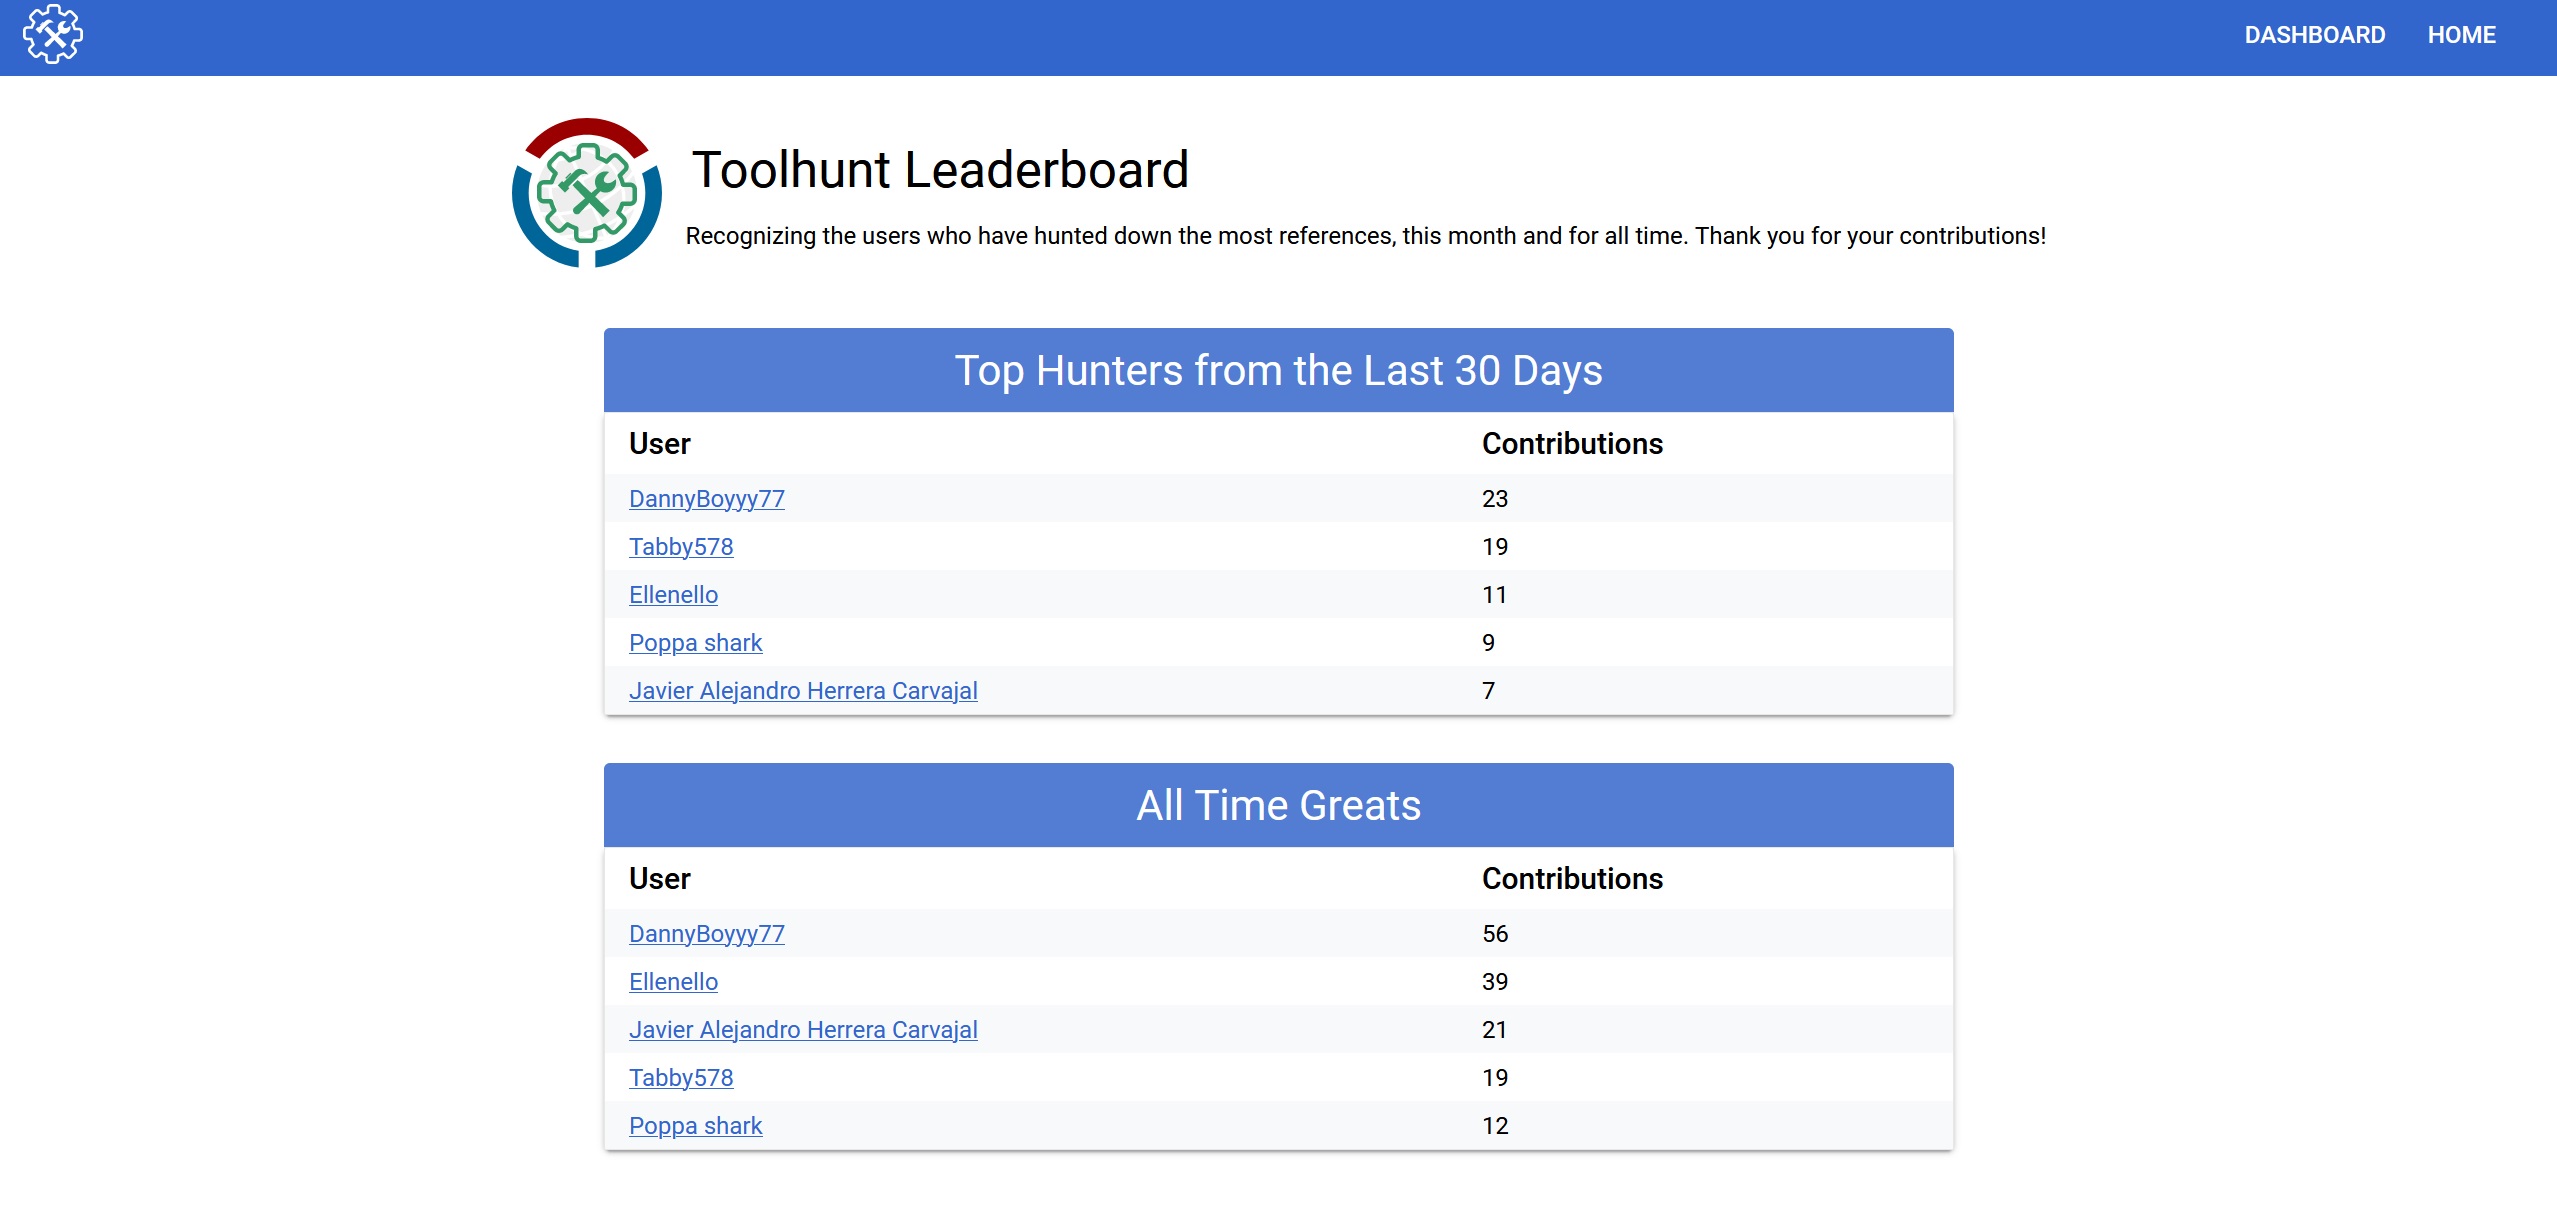 DASHBOARD HOME
Toolhunt Leaderboard
Recognizing the users who have hunted down the most references, this month and for all time. Thank you for your contributions!
Top Hunters from the Last 30 Days
User Contributions
DannyBoyyy77 23
Tabby578 19
Ellenello 11
Poppa shark 9
Javier Alejandro Herrera Carvajal 7
All Time Greats
User Contributions
DannyBoyyy77 56
Ellenello 39
Javier Alejandro Herrera Carvajal 21
Tabby578 19
Poppa shark 12